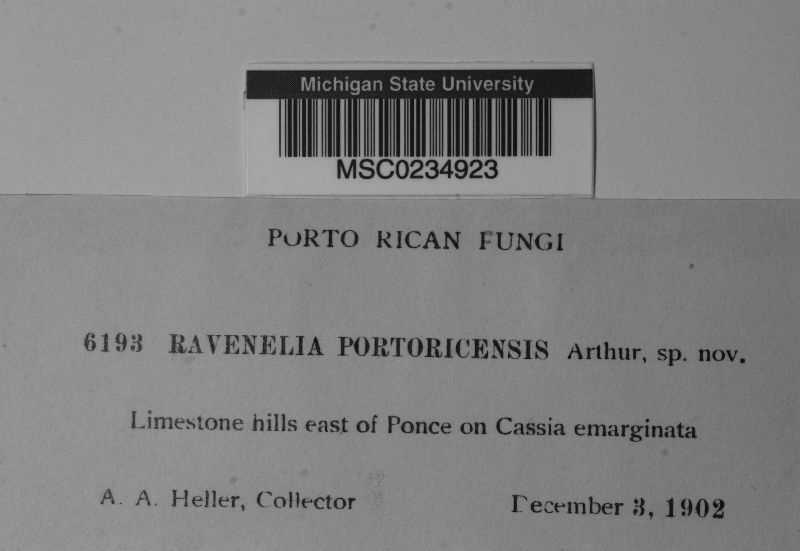 Michigan State University
MSC0234923
PORTO RICAN FUNGI
6193 RAVENELIA PORTORICENSIS Arthur, sp. nov.
Limestone hills east of Ponce on Cassia emarginata
A. A. Heller, Collector December 3, 1902